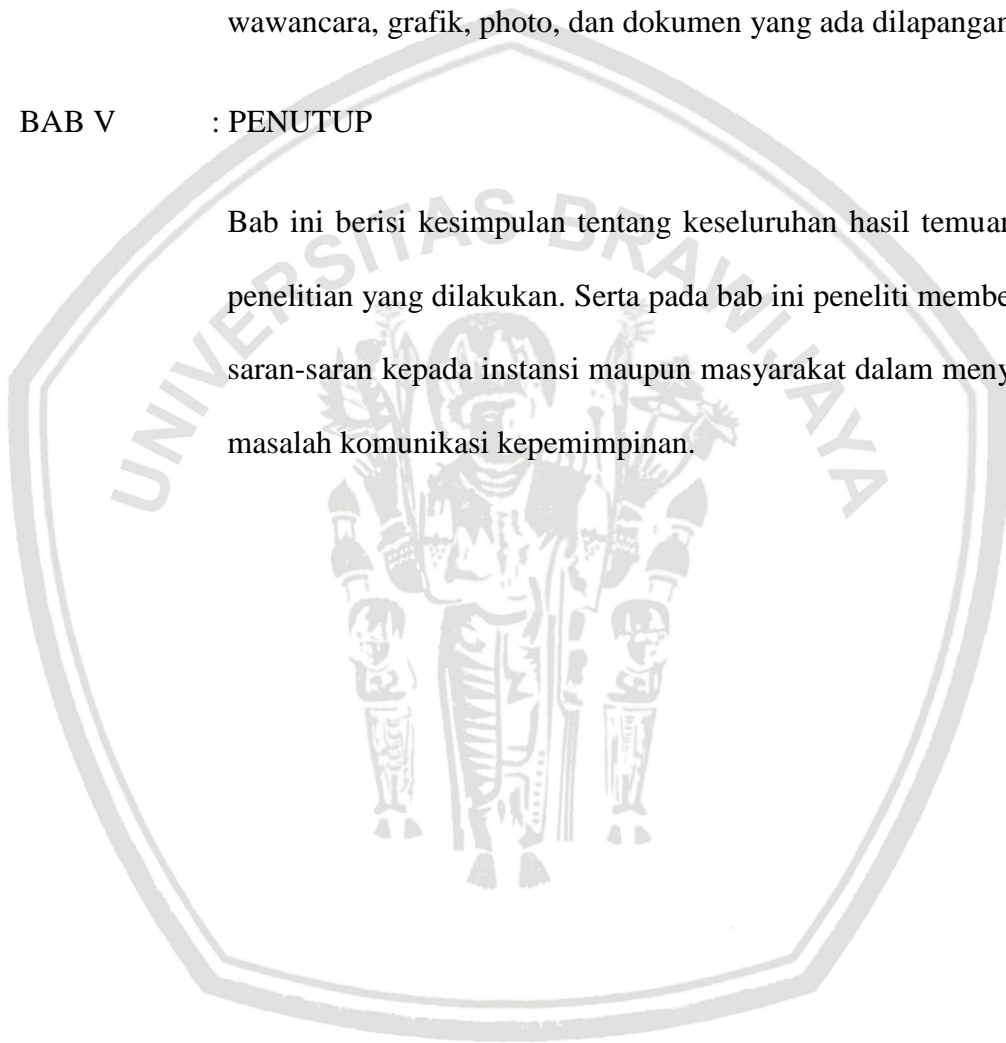 wawancara, grafik, photo, dan dokumen yang ada dilapangan
BAB V : PENUTUP
Bab ini berisi kesimpulan tentang keseluruhan hasil temuan
penelitian yang dilakukan. Serta pada bab ini peneliti membe
saran-saran kepada instansi maupun masyarakat dalam meny
masalah komunikasi kepemimpinan.
UNIVERSITAS BRAWIJAYA